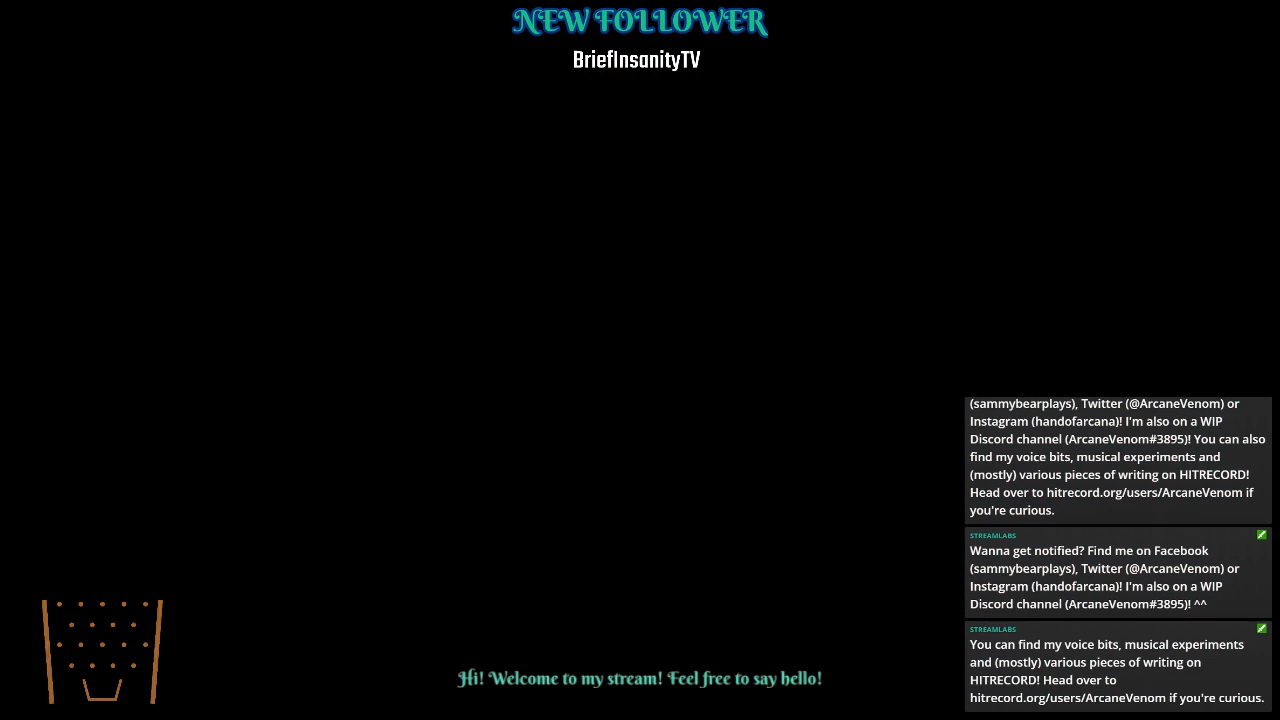 NEW FOLLOWER
BriefInsanityTV
(sammybearplays), Twitter (@ArcaneVenom) or
Instagram (handofarcana)! I'm also on a WIP
Discord channel (ArcaneVenom#3895)! You can also
find my voice bits, musical experiments and
(mostly) various pieces of writing on HITRECORD!
Head over to hitrecord.org/users/ArcaneVenom if
you're curious.
STREAMLABS
Wanna get notified? Find me on Facebook
(sammybearplays), Twitter (@ArcaneVenom) or
Instagram (handofarcana)! I'm also on a WIP
Discord channel (ArcaneVenom#3895)! ^^
STREAMLABS
You can find my voice bits, musical experiments
and (mostly) various pieces of writing on
HITRECORD! Head over to
hitrecord.org/users/ArcaneVenom if you're curious.
Hi! Welcome to my stream! Feel free to say hello!